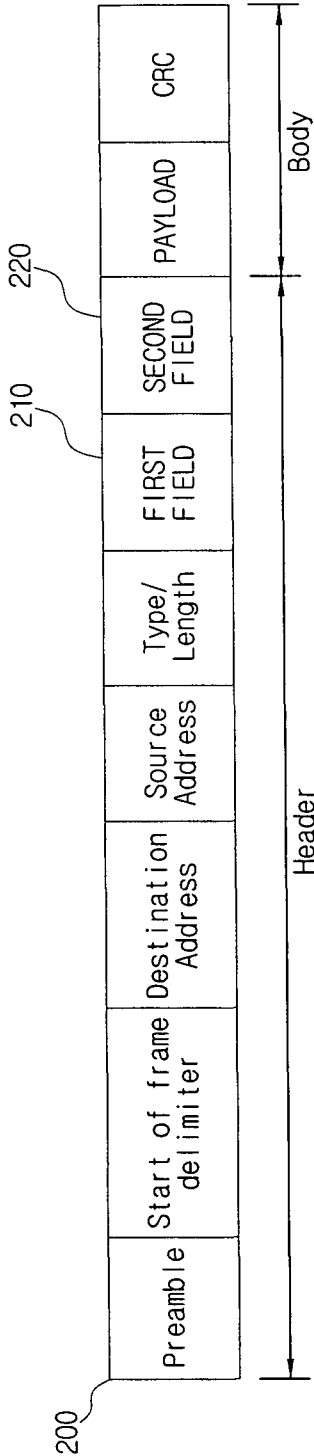 200
210
220
Preamble
Start of frame
delimiter
Destination
Address
Source
Address
Type/
Length
FIRST
FIELD
SECOND
FIELD
PAYLOAD
CRC
Header
Body